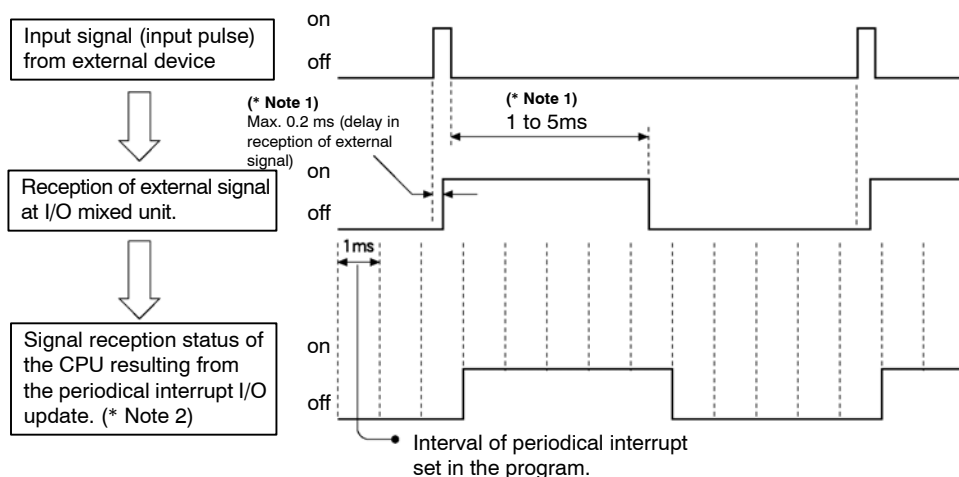 Input signal (input pulse)
from external device
on
off
(* Note 1)
Max. 0.2 ms (delay in
reception of external
signal)
(* Note 1)
1 to 5ms
Reception of external signal
at I/O mixed unit.
on
off
1ms
Signal reception status of
the CPU resulting from
the periodical interrupt I/O
update. (* Note 2)
on
off
Interval of periodical interrupt
set in the program.